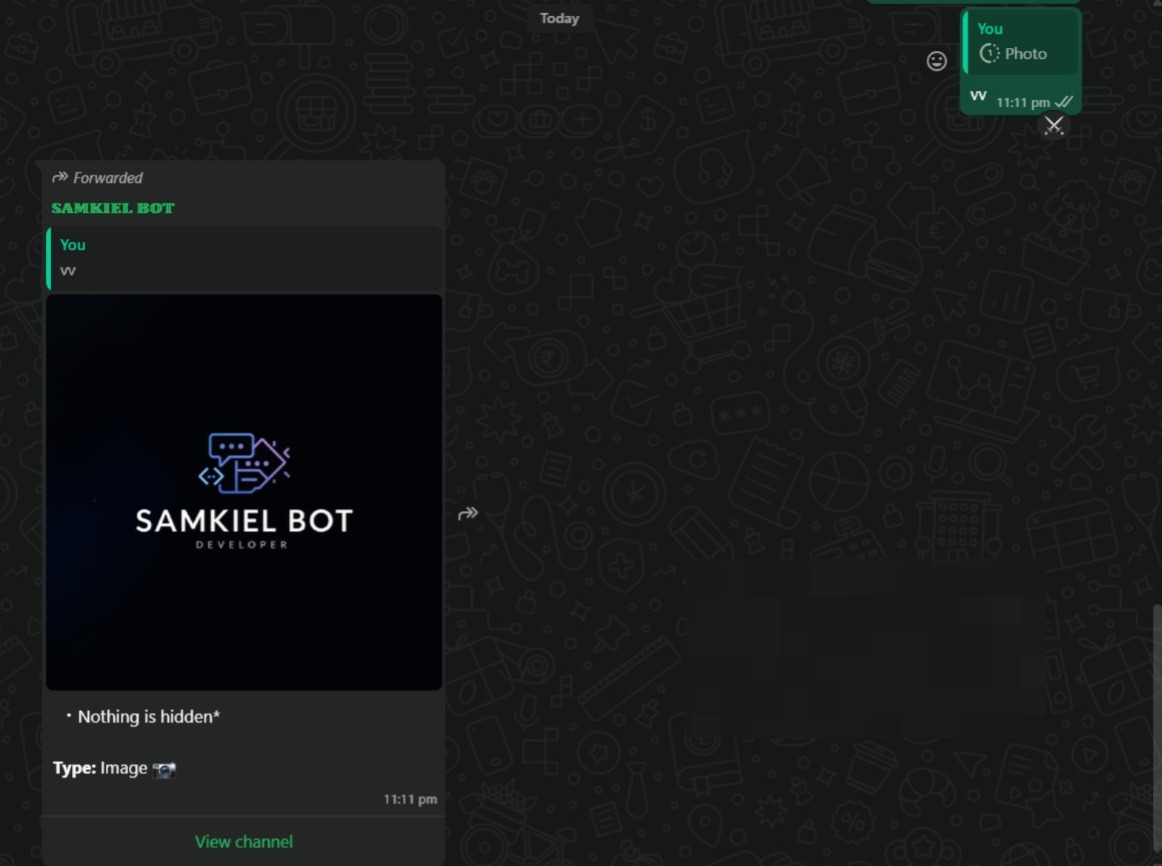 Today
You
1 Photo
vv
11:11 pm
Forwarded
SAMKIEL BOT
You
vv
SAMKIEL BOT
DEVELOPER
· Nothing is hidden*
Type: Image
11:11 pm
View channel